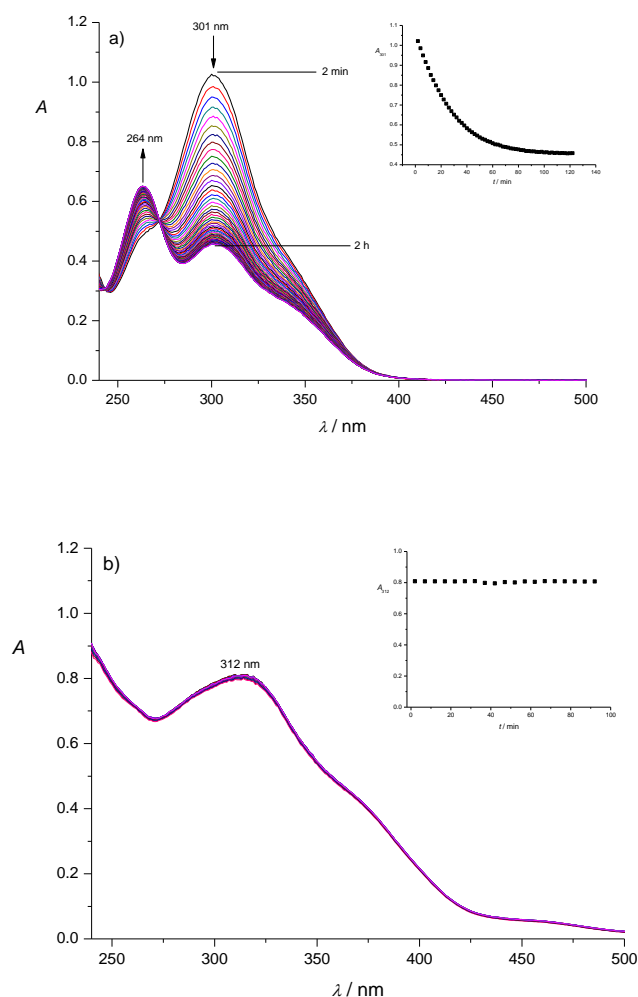 a)
301 nm
2 min
264 nm
2 h
A
1.2
1.0
0.8
0.6
0.4
0.2
0.0
250 300 350 400 450 500
λ / nm
A301
1.1
1.0
0.9
0.8
0.7
0.6
0.5
0.4
0 20 40 60 80 100 120 140
t / min
b)
312 nm
A
1.2
1.0
0.8
0.6
0.4
0.2
0.0
250 300 350 400 450 500
λ / nm
A312
1.0
0.8
0.6
0.4
0.2
0.0
0 20 40 60 80 100
t / min